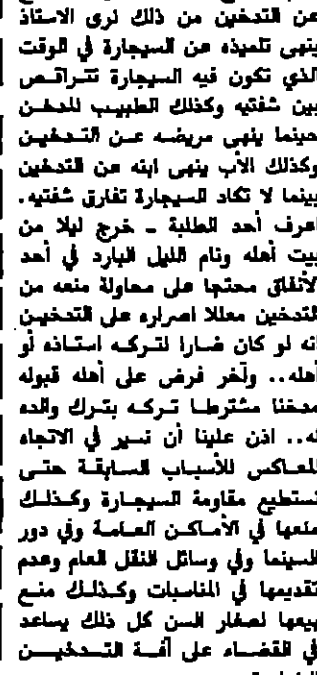 عن التدخين من ذلك نرى الاستاذ
ينهى تلميذه عن السيجارة في الوقت
الذي تكون فيه السيجارة تتراقص
بين شفتيه وكذلك الطبيب المدخن
حينما ينهى مريضه عن التدخين
وكذلك الأب ينهى ابنه عن التدخين
بينما لا تكاد السيجارة تفارق شفتيه.
اعرف أحد الطلبة ـ خرج ليلا من
بيت أهله ونام الليل البارد في أحد
الأنفاق محتجا على محاولة منعه من
التدخين معللا اصراره على التدخين
انه لو كان ضارا لتركه استاذه أو
أهله.. وآخر فرض على أهله قبوله
مدخنا مشترطا تركه بترك والده
له.. اذن علينا أن نسير في الاتجاه
المعاكس للأسباب السابقة حتى
نستطيع مقاومة السيجارة وكذلك
منعها في الأماكن العامة وفي دور
السينما وفي وسائل النقل العام وعدم
تقديمها في المناسبات وكذلك منع
بيعها لصغار السن كل ذلك يساعد
في القضاء على آفة التدخين